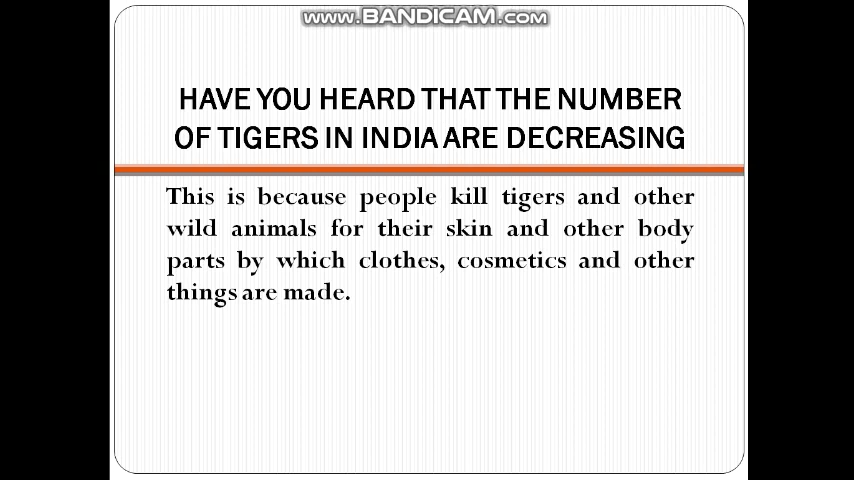 www.BANDICAM.com
HAVE YOU HEARD THAT THE NUMBER
OF TIGERS IN INDIA ARE DECREASING
This is because people kill tigers and other
wild animals for their skin and other body
parts by which clothes, cosmetics and other
things are made.